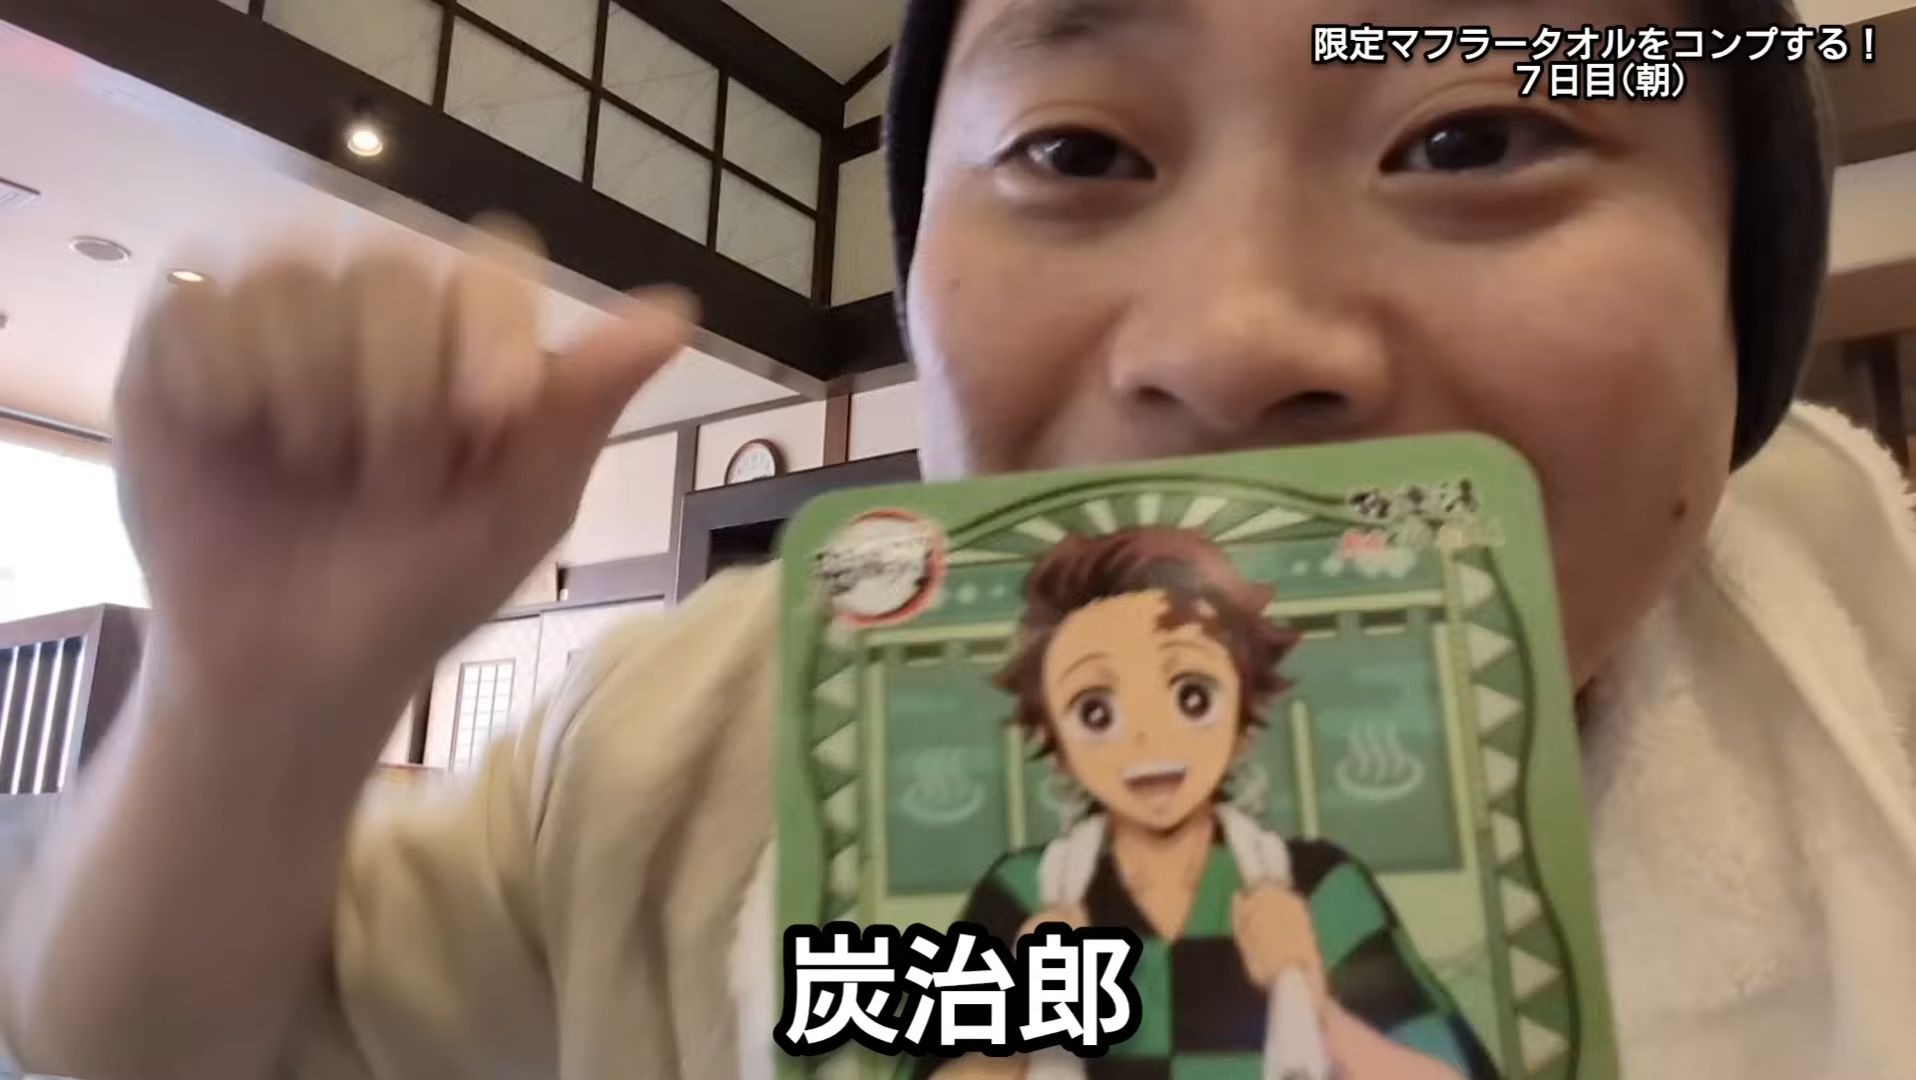 限定マフラータオルをコンプする！
７日目（朝）
炭治郎